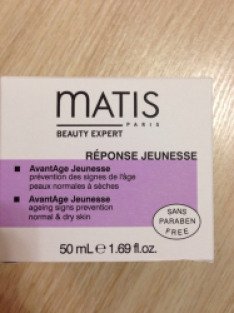 MATIS
PARIS
BEAUTY EXPERT
RÉPONSE JEUNESSE
AvantAge Jeunesse
prévention des signes de l'âge
peaux normales à sèches
AvantAge Jeunesse
ageing signs prevention
normal & dry skin
SANS
PARABEN
FREE
50 mL ℮ 1.69 fl.oz.